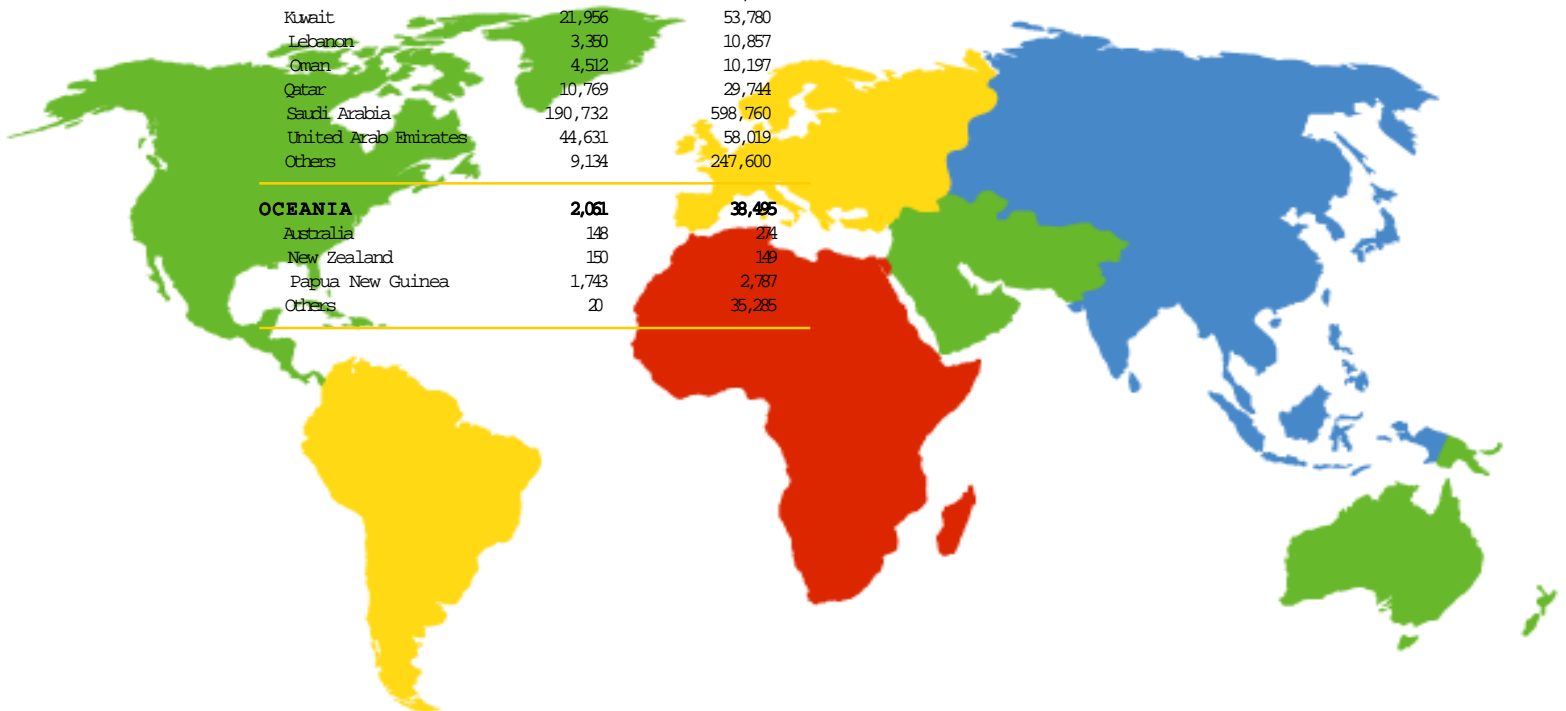 Kuwait 21,956 53,780
Lebanon 3,350 10,857
Oman 4,512 10,197
Qatar 10,769 29,744
Saudi Arabia 190,732 598,760
United Arab Emirates 44,631 58,019
Others 9,134 247,600
OCEANIA 2,061 38,495
Australia 148 274
New Zealand 150 149
Papua New Guinea 1,743 2,787
Others 20 35,285